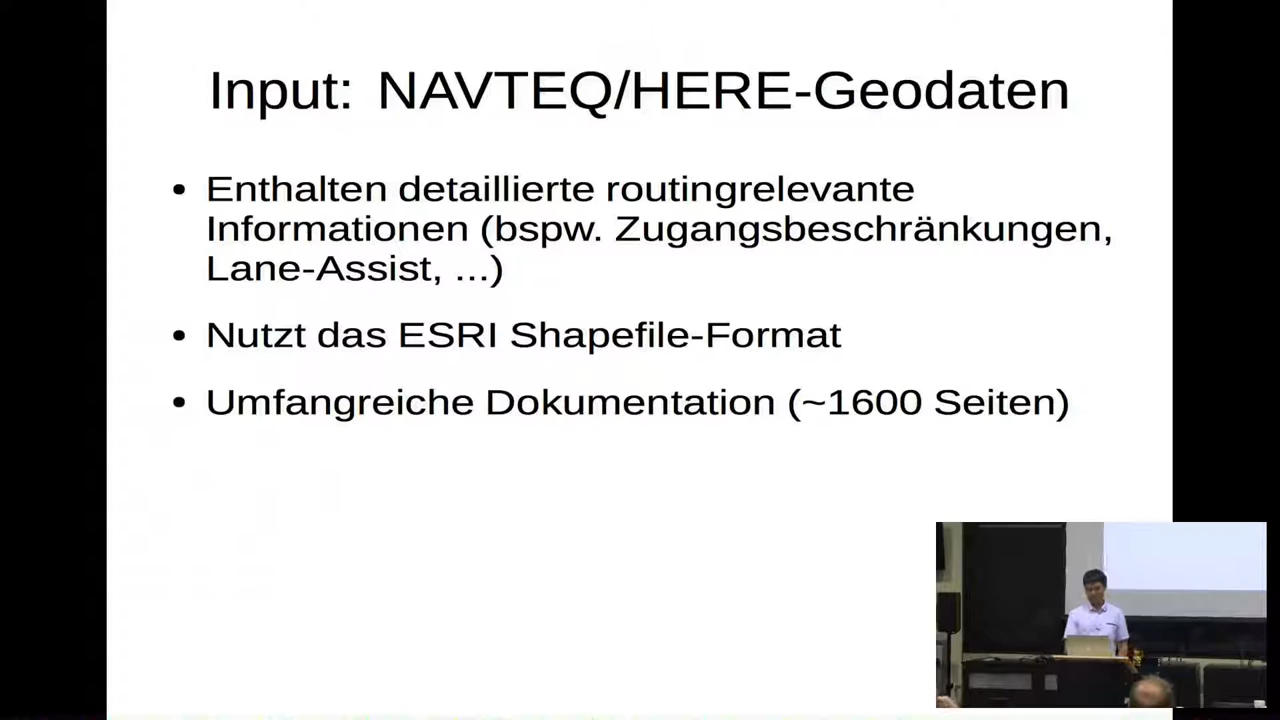 Input: NAVTEQ/HERE-Geodaten
• Enthalten detaillierte routingrelevante
Informationen (bspw. Zugangsbeschränkungen,
Lane-Assist, ...)
• Nutzt das ESRI Shapefile-Format
• Umfangreiche Dokumentation (~1600 Seiten)